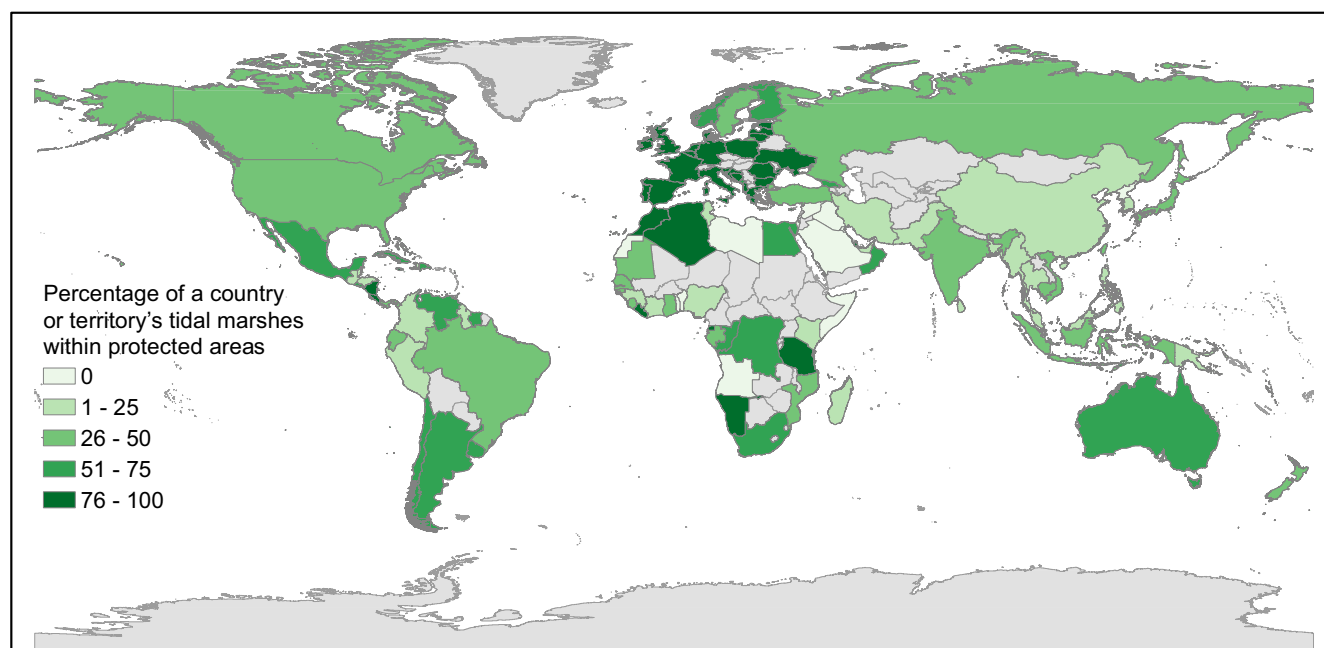 Percentage of a country
or territory's tidal marshes
within protected areas
0
1 - 25
26 - 50
51 - 75
76 - 100